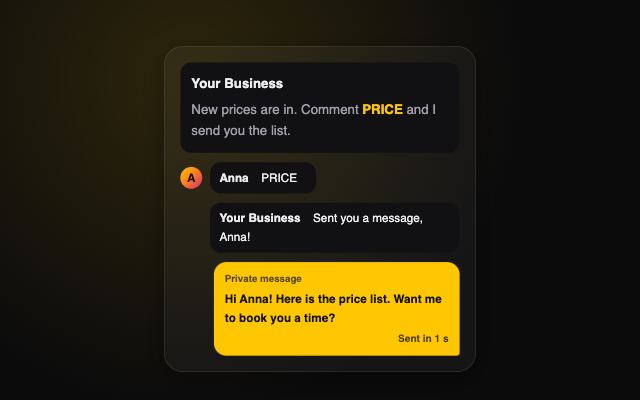 Your Business
New prices are in. Comment PRICE and I
send you the list.
A
Anna PRICE
Your Business Sent you a message,
Anna!
Private message
Hi Anna! Here is the price list. Want me
to book you a time?
Sent in 1 s